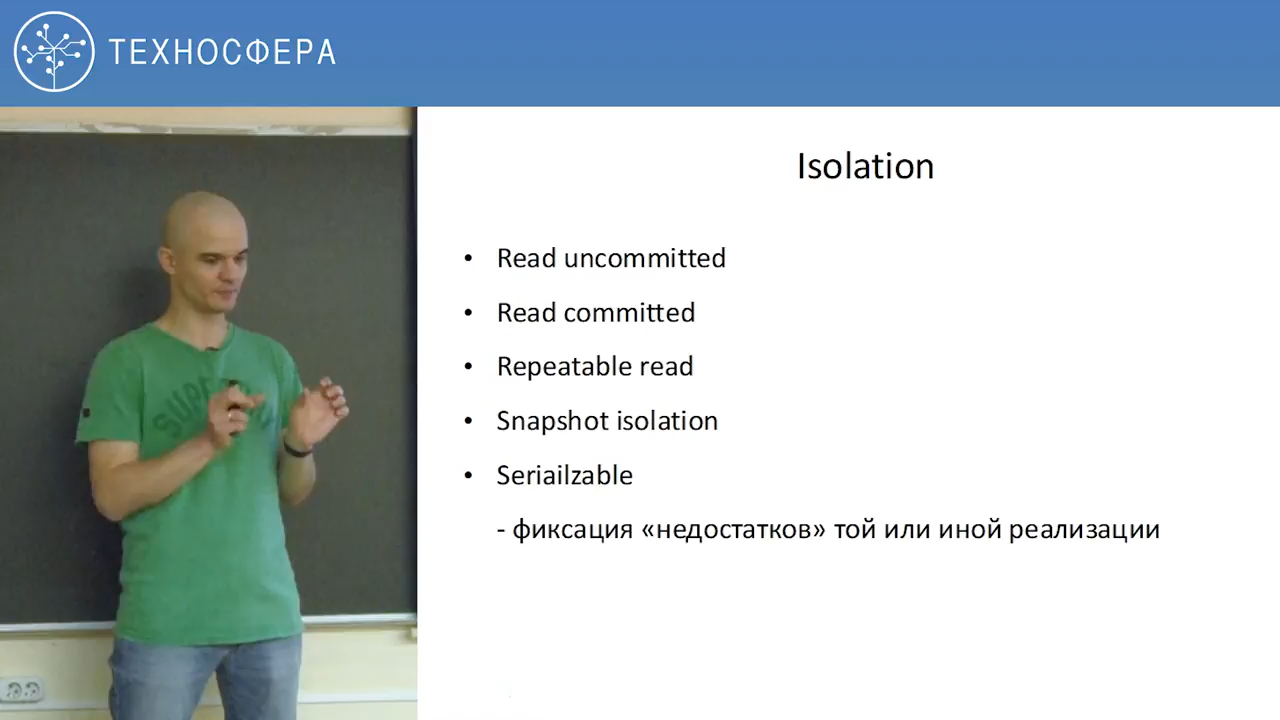 ТЕХНОСФЕРА
Isolation
• Read uncommitted
• Read committed
• Repeatable read
• Snapshot isolation
• Seriailzable
- фиксация «недостатков» той или иной реализации